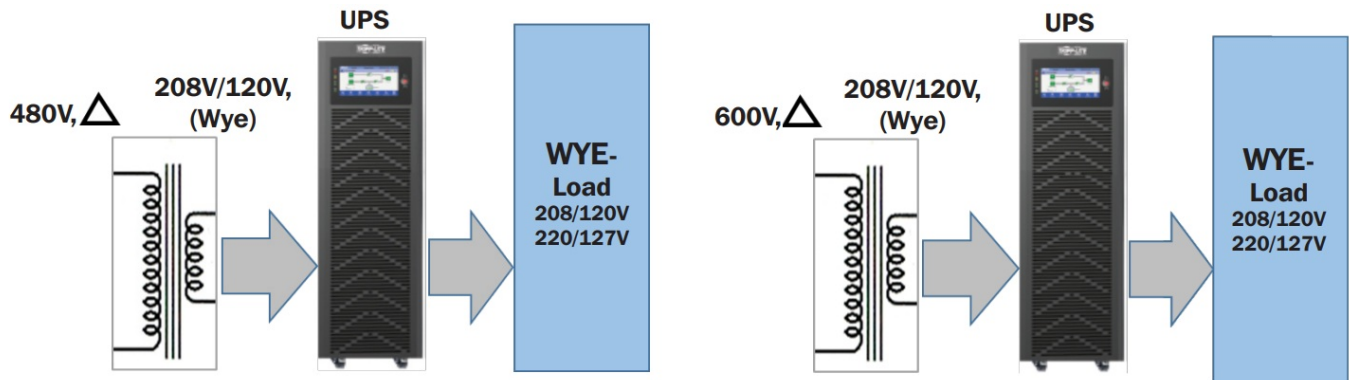 UPS
480V, △
208V/120V,
(Wye)
WYE-
Load
208/120V
220/127V
UPS
600V, △
208V/120V,
(Wye)
WYE-
Load
208/120V
220/127V